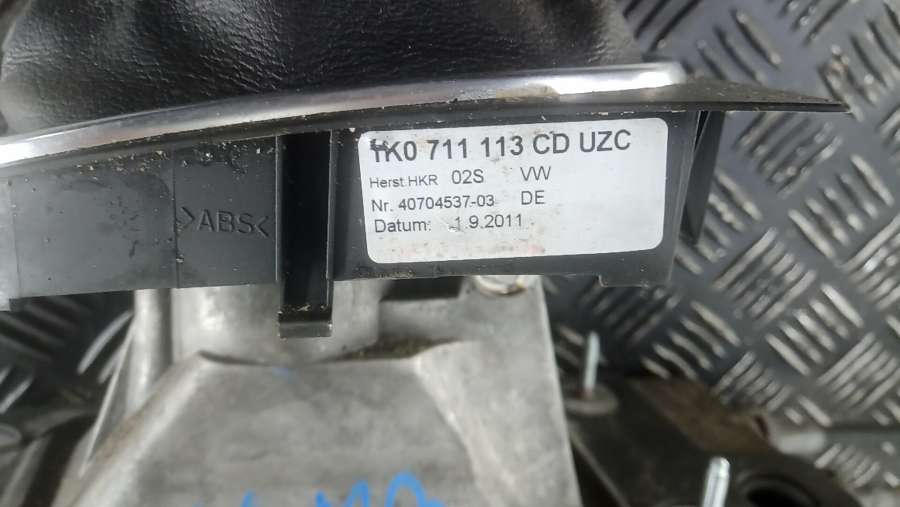 1K0 711 113 CD UZC
Herst.HKR 02S VW
Nr. 40704537-03 DE
Datum: 1.9.2011
>ABS<